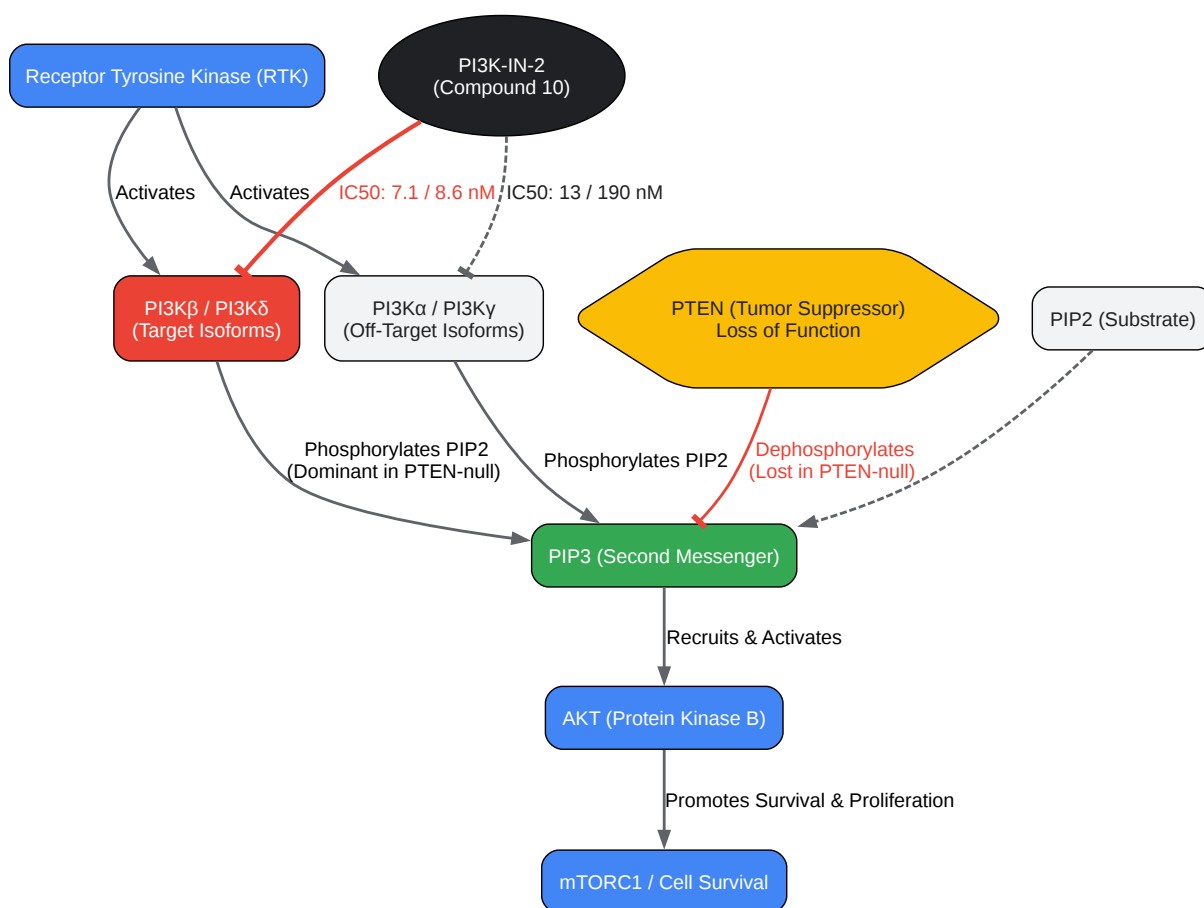 Receptor Tyrosine Kinase (RTK)
PI3K-IN-2
(Compound 10)
Activates
Activates
IC50: 7.1 / 8.6 nM
IC50: 13 / 190 nM
PI3Kβ / PI3Kδ
(Target Isoforms)
PI3Kα / PI3Kγ
(Off-Target Isoforms)
PTEN (Tumor Suppressor)
Loss of Function
PIP2 (Substrate)
Phosphorylates PIP2
(Dominant in PTEN-null)
Phosphorylates PIP2
Dephosphorylates
(Lost in PTEN-null)
PIP3 (Second Messenger)
Recruits & Activates
AKT (Protein Kinase B)
Promotes Survival & Proliferation
mTORC1 / Cell Survival